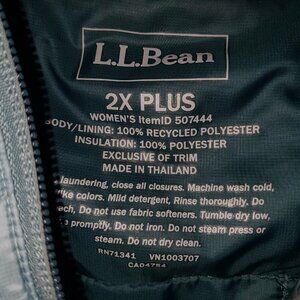 L.L.Bean
2X PLUS
WOMEN'S ItemID 507444
BODY/LINING: 100% RECYCLED POLYESTER
INSULATION: 100% POLYESTER
EXCLUSIVE OF TRIM
MADE IN THAILAND
laundering, close all closures. Machine wash cold,
like colors. Mild detergent, Rinse thoroughly. Do
Do not use fabric softeners. Tumble dry low,
promptly. Do not iron. Do not steam press or
steam. Do not dry clean.
RN71341 VN1003707
CA04784